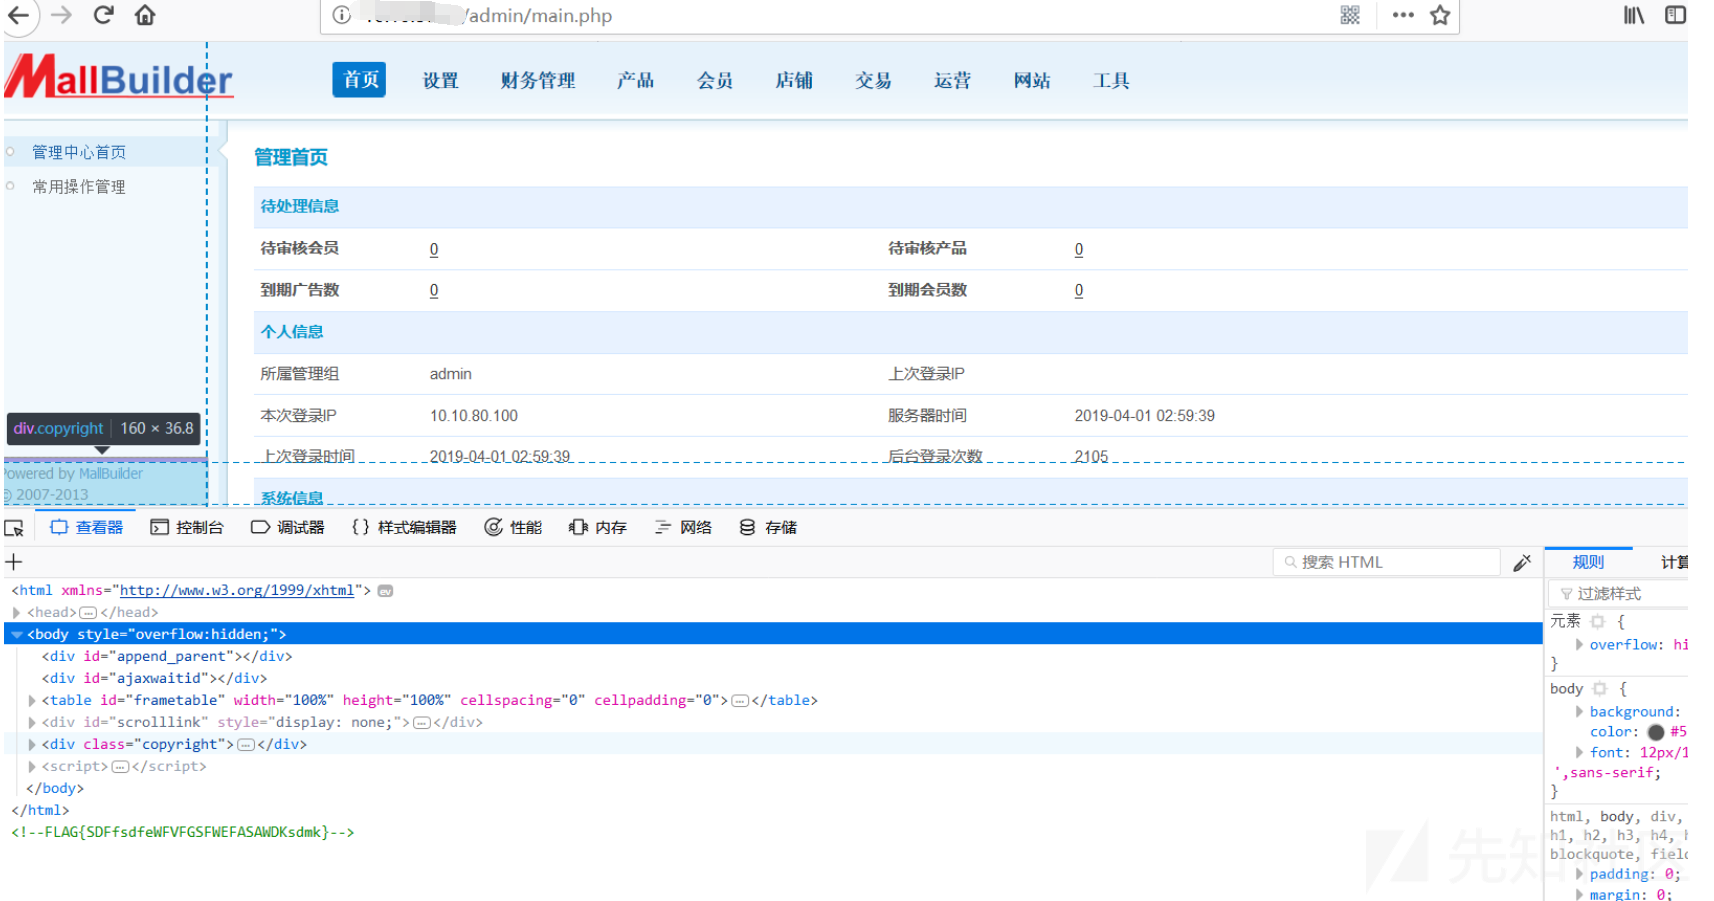 /admin/main.php
MallBuilder
首页 设置 财务管理 产品 会员 店铺 交易 运营 网站 工具
管理中心首页
常用操作管理
管理首页
待处理信息
待审核会员 0 待审核产品 0
到期广告数 0 到期会员数 0
个人信息
所属管理组 admin 上次登录IP
本次登录IP 10.10.80.100 服务器时间 2019-04-01 02:59:39
上次登录时间 2019-04-01 02:59:39 后台登录次数 2105
系统信息
div.copyright 160 × 36.8
Powered by MallBuilder
© 2007-2013
查看器 控制台 调试器 样式编辑器 性能 内存 网络 存储
搜索 HTML
<html xmlns="http://www.w3.org/1999/xhtml"> ev
<head>…</head>
<body style="overflow:hidden;">
<div id="append_parent"></div>
<div id="ajaxwaitid"></div>
<table id="frametable" width="100%" height="100%" cellspacing="0" cellpadding="0">…</table>
<div id="scrolllink" style="display: none;">…</div>
<div class="copyright">…</div>
<script>…</script>
</body>
</html>
<!--FLAG{SDFfsdfeWFVFGSFWEFASAWDKsdmk}-->
规则 计算
过滤样式
元素 {
overflow: hi
}
body {
background:
color: #5
font: 12px/1
',sans-serif;
}
html, body, div,
h1, h2, h3, h4, h
blockquote, field
padding: 0;
margin: 0;
先知社区